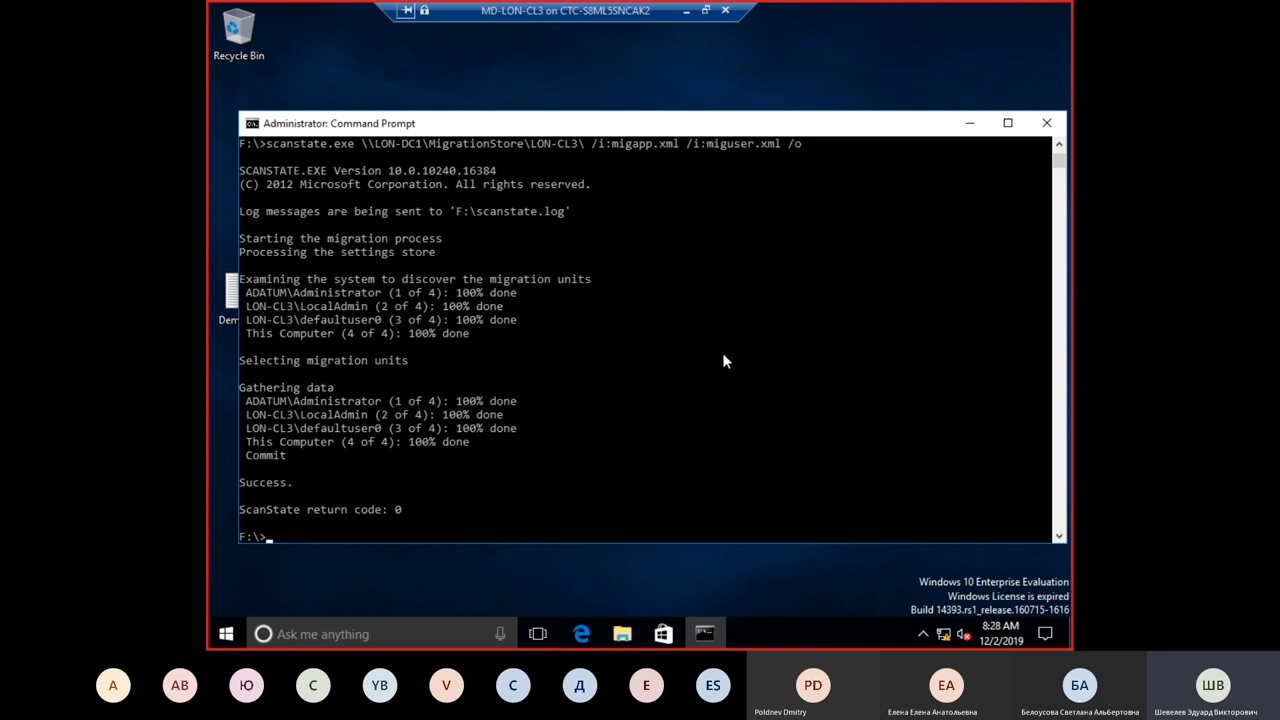 MD-LON-CL3 on CTC-S8ML5SNCAK2
Recycle Bin
Administrator: Command Prompt
F:\>scanstate.exe \\LON-DC1\MigrationStore\LON-CL3\ /i:migapp.xml /i:miguser.xml /o
SCANSTATE.EXE Version 10.0.10240.16384
(C) 2012 Microsoft Corporation. All rights reserved.
Log messages are being sent to 'F:\scanstate.log'
Starting the migration process
Processing the settings store
Examining the system to discover the migration units
ADATUM\Administrator (1 of 4): 100% done
LON-CL3\LocalAdmin (2 of 4): 100% done
LON-CL3\defaultuser0 (3 of 4): 100% done
Dem
This Computer (4 of 4): 100% done
Selecting migration units
Gathering data
ADATUM\Administrator (1 of 4): 100% done
LON-CL3\LocalAdmin (2 of 4): 100% done
LON-CL3\defaultuser0 (3 of 4): 100% done
This Computer (4 of 4): 100% done
Commit
Success.
ScanState return code: 0
F:\>
Windows 10 Enterprise Evaluation
Windows License is expired
Build 14393.rs1_release.160715-1616
Ask me anything
8:28 AM
12/2/2019
A АВ Ю С YB V С Д Е ES PD ЕА БА ШВ
Poldnev Dmitry
Елена Елена Анатольевна
Белоусова Светлана Альбертовна
Шевелев Эдуард Викторович